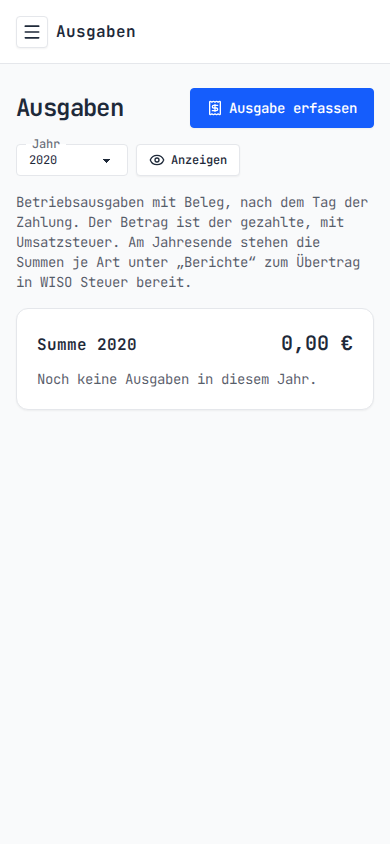 Ausgaben
Ausgaben
Ausgabe erfassen
Jahr
2020
Anzeigen
Betriebsausgaben mit Beleg, nach dem Tag der
Zahlung. Der Betrag ist der gezahlte, mit
Umsatzsteuer. Am Jahresende stehen die
Summen je Art unter „Berichte“ zum Übertrag
in WISO Steuer bereit.
Summe 2020
0,00 €
Noch keine Ausgaben in diesem Jahr.